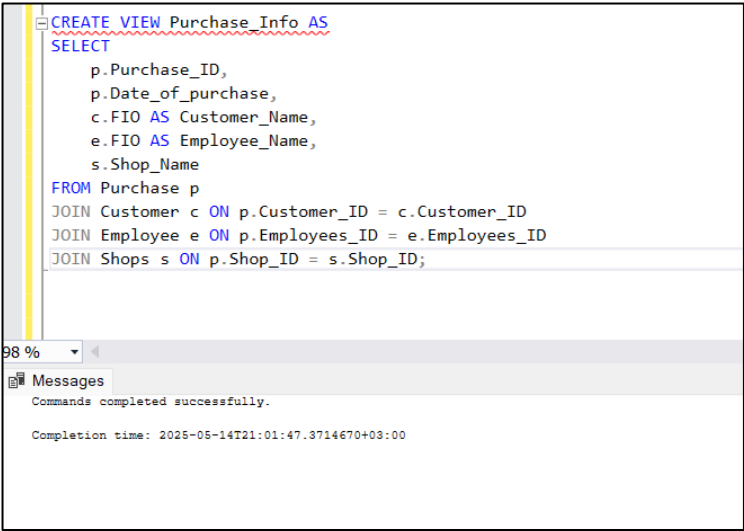 CREATE VIEW Purchase_Info AS
SELECT
p.Purchase_ID,
p.Date_of_purchase,
c.FIO AS Customer_Name,
e.FIO AS Employee_Name,
s.Shop_Name
FROM Purchase p
JOIN Customer c ON p.Customer_ID = c.Customer_ID
JOIN Employee e ON p.Employees_ID = e.Employees_ID
JOIN Shops s ON p.Shop_ID = s.Shop_ID;
98 %
Messages
Commands completed successfully.
Completion time: 2025-05-14T21:01:47.3714670+03:00